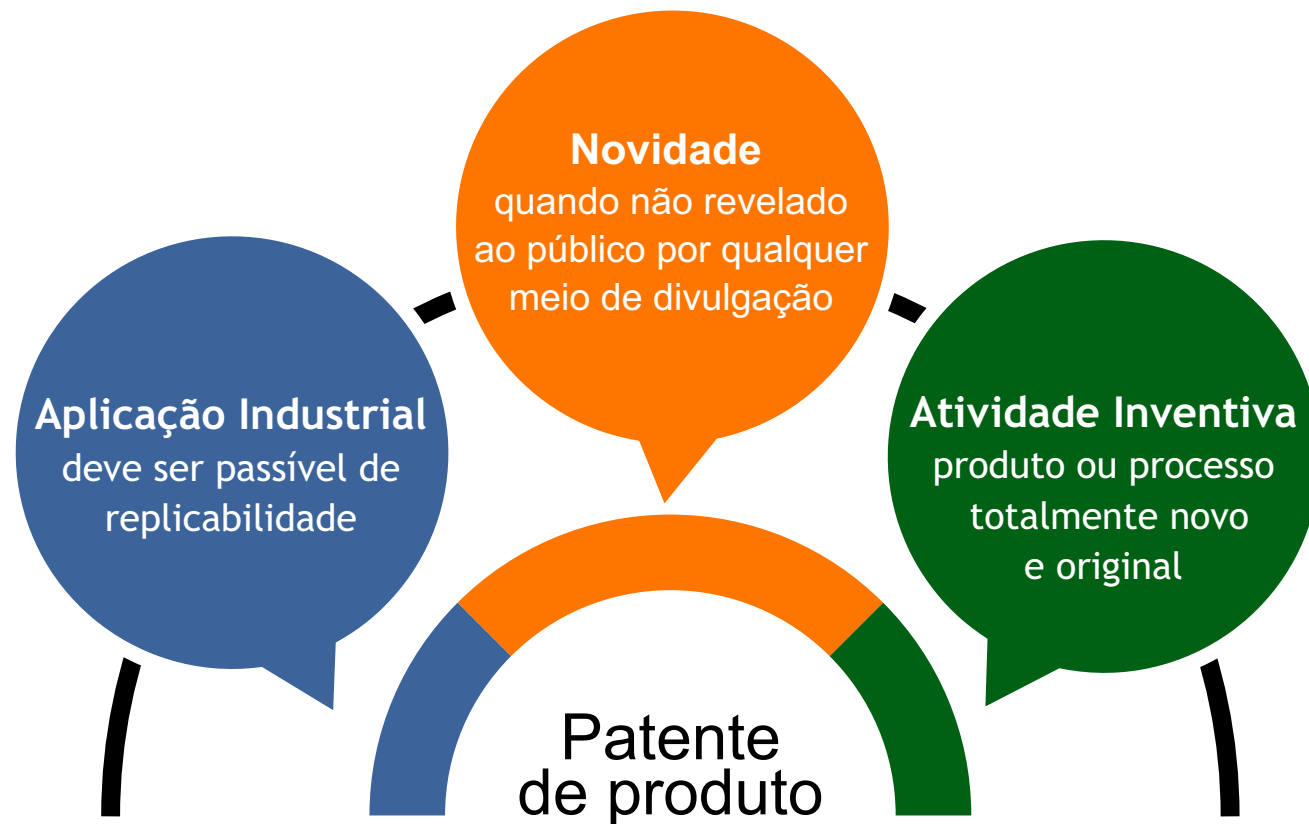 Novidade
quando não revelado
ao público por qualquer
meio de divulgação
Aplicação Industrial
deve ser passível de
replicabilidade
Atividade Inventiva
produto ou processo
totalmente novo
e original
Patente
de produto